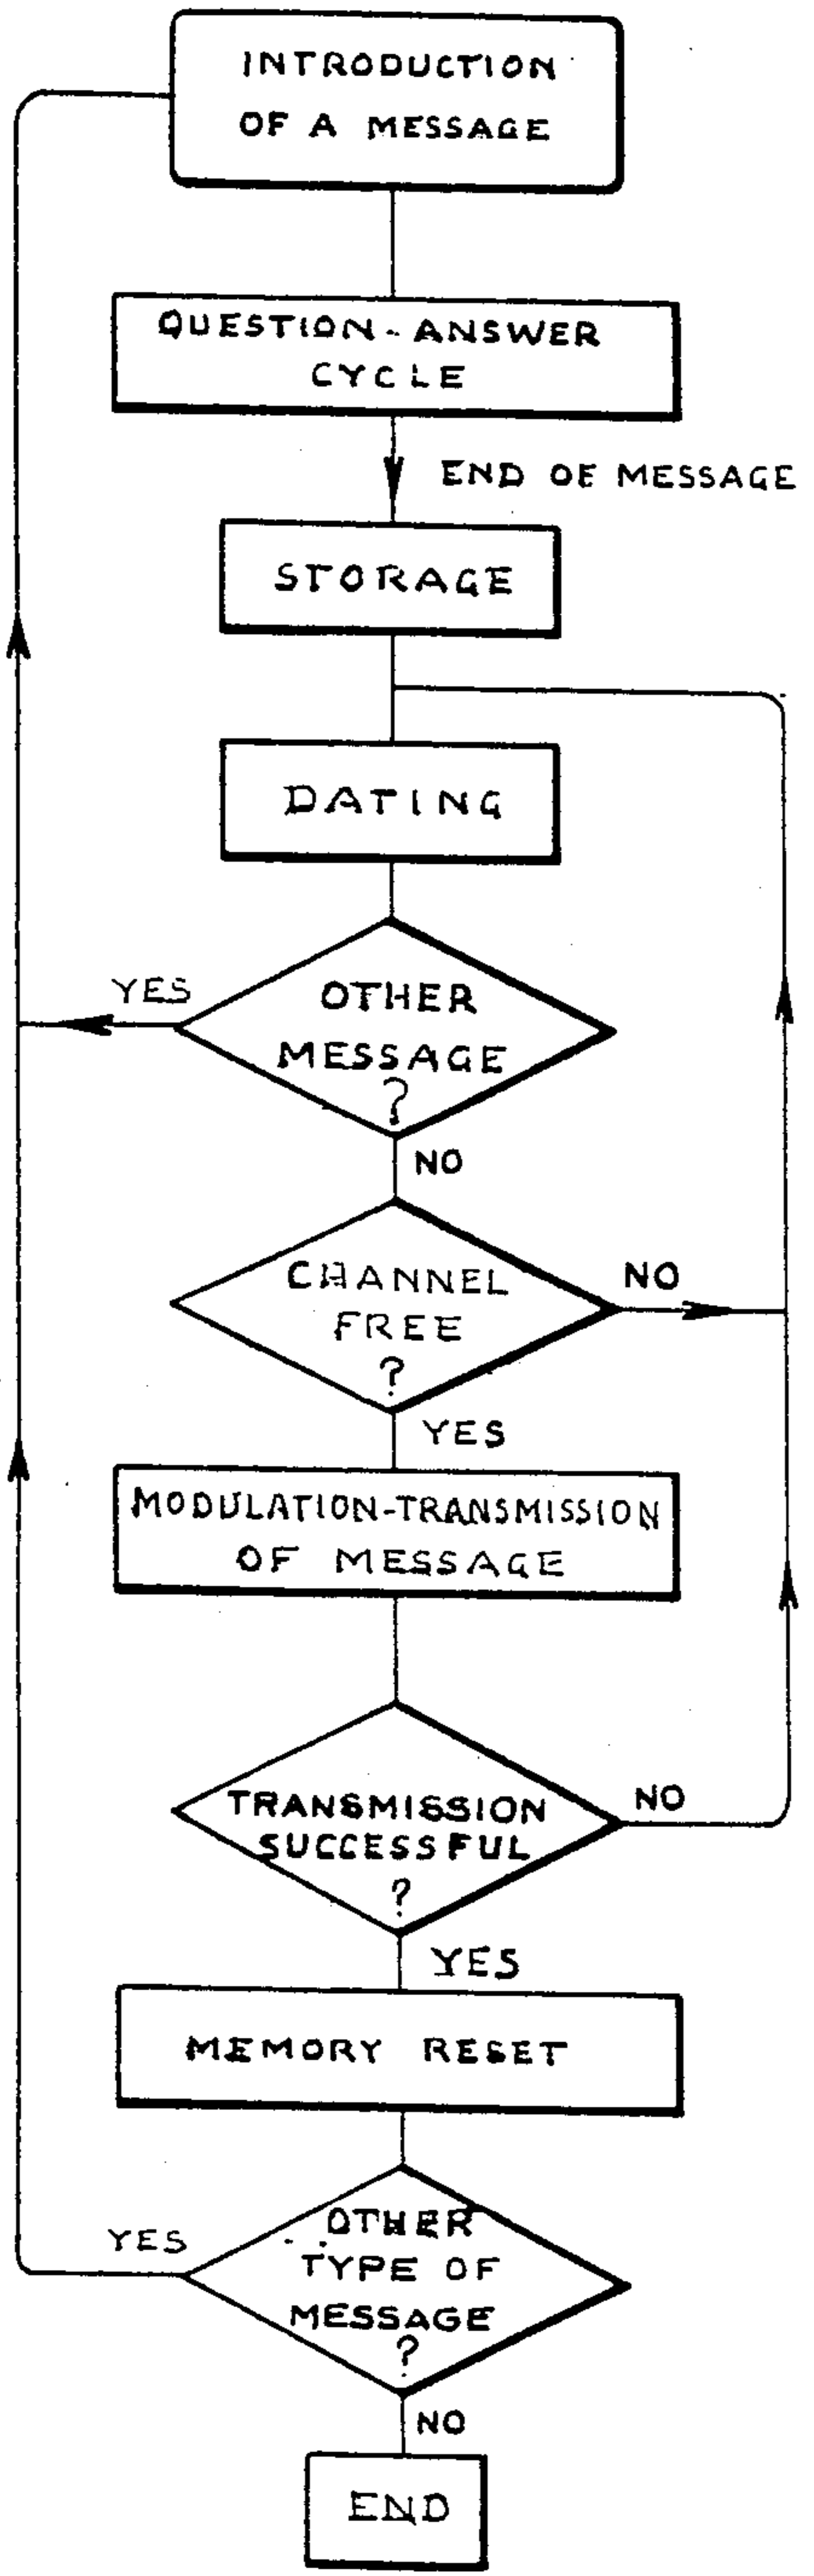 INTRODUCTION
OF A MESSAGE
QUESTION-ANSWER
CYCLE
END OF MESSAGE
STORAGE
DATING
YES
OTHER
MESSAGE
?
NO
CHANNEL
FREE
?
NO
YES
MODULATION-TRANSMISSION
OF MESSAGE
TRANSMISSION
SUCCESSFUL
?
NO
YES
MEMORY RESET
YES
OTHER
TYPE OF
MESSAGE
?
NO
END